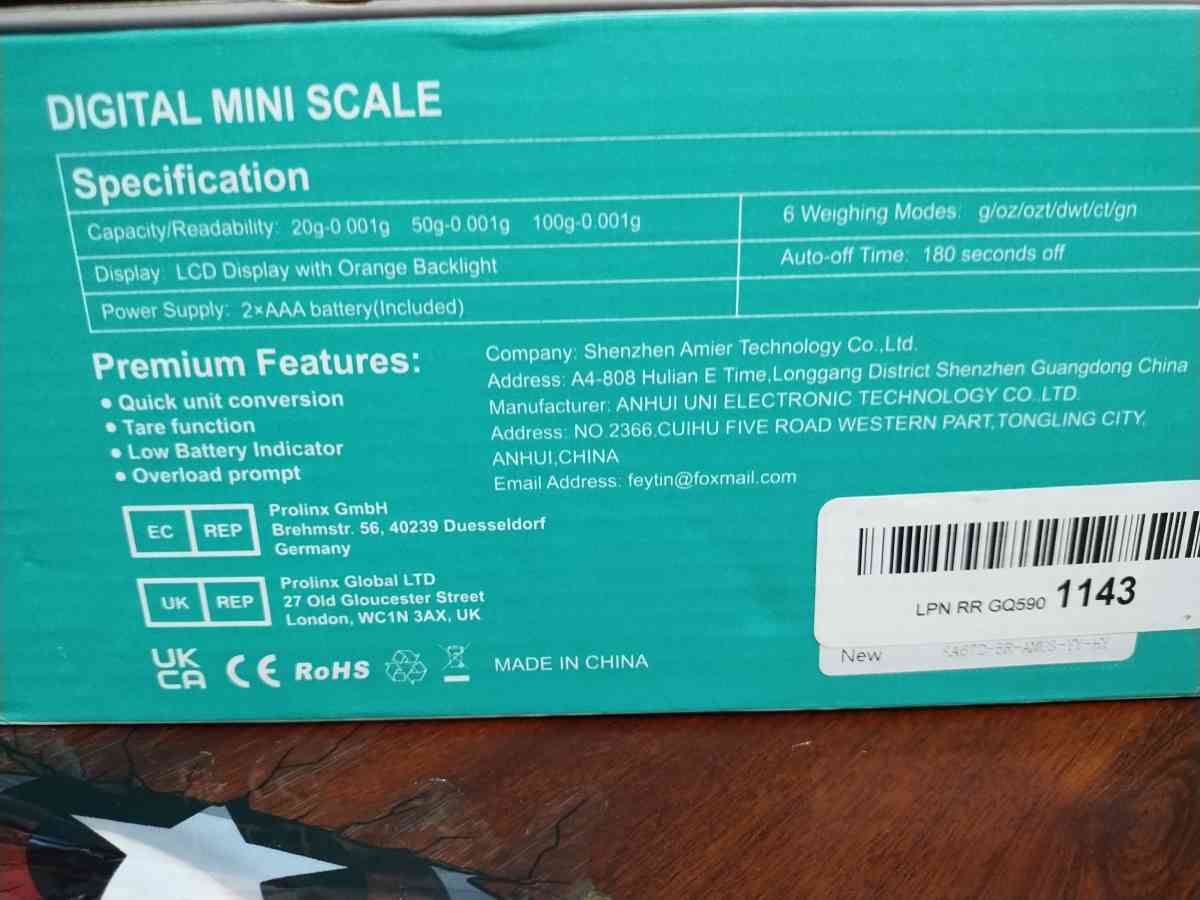 DIGITAL MINI SCALE
Specification
Capacity/Readability: 20g-0.001g 50g-0.001g 100g-0.001g
6 Weighing Modes: g/oz/ozt/dwt/ct/gn
Display: LCD Display with Orange Backlight
Auto-off Time: 180 seconds off
Power Supply: 2×AAA battery(Included)
Premium Features:
• Quick unit conversion
• Tare function
• Low Battery Indicator
• Overload prompt
Company: Shenzhen Amier Technology Co.,Ltd.
Address: A4-808 Hulian E Time,Longgang District Shenzhen Guangdong China
Manufacturer: ANHUI UNI ELECTRONIC TECHNOLOGY CO.,LTD.
Address: NO.2366,CUIHU FIVE ROAD WESTERN PART,TONGLING CITY,
ANHUI,CHINA
Email Address: feytin@foxmail.com
EC REP
Prolinx GmbH
Brehmstr. 56, 40239 Duesseldorf
Germany
UK REP
Prolinx Global LTD
27 Old Gloucester Street
London, WC1N 3AX, UK
UK
CA
CE RoHS
MADE IN CHINA
LPN RR GQ590 1143
New